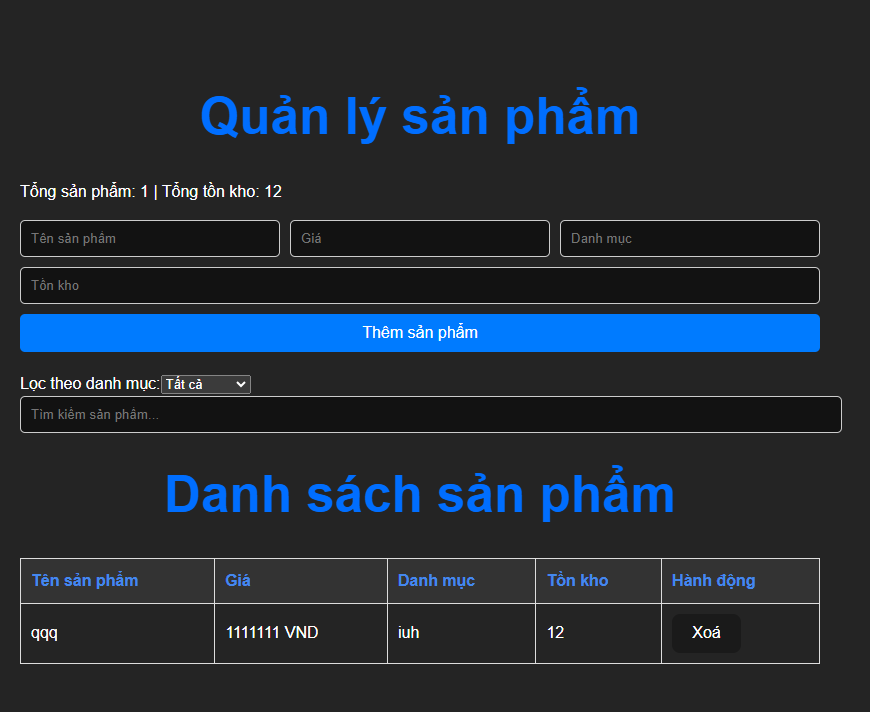 Quản lý sản phẩm
Tổng sản phẩm: 1 | Tổng tồn kho: 12
Tên sản phẩm Giá Danh mục
Tồn kho
Thêm sản phẩm
Lọc theo danh mục: Tất cả
Tìm kiếm sản phẩm...
Danh sách sản phẩm
Tên sản phẩm Giá Danh mục Tồn kho Hành động
qqq 1111111 VND iuh 12 Xoá